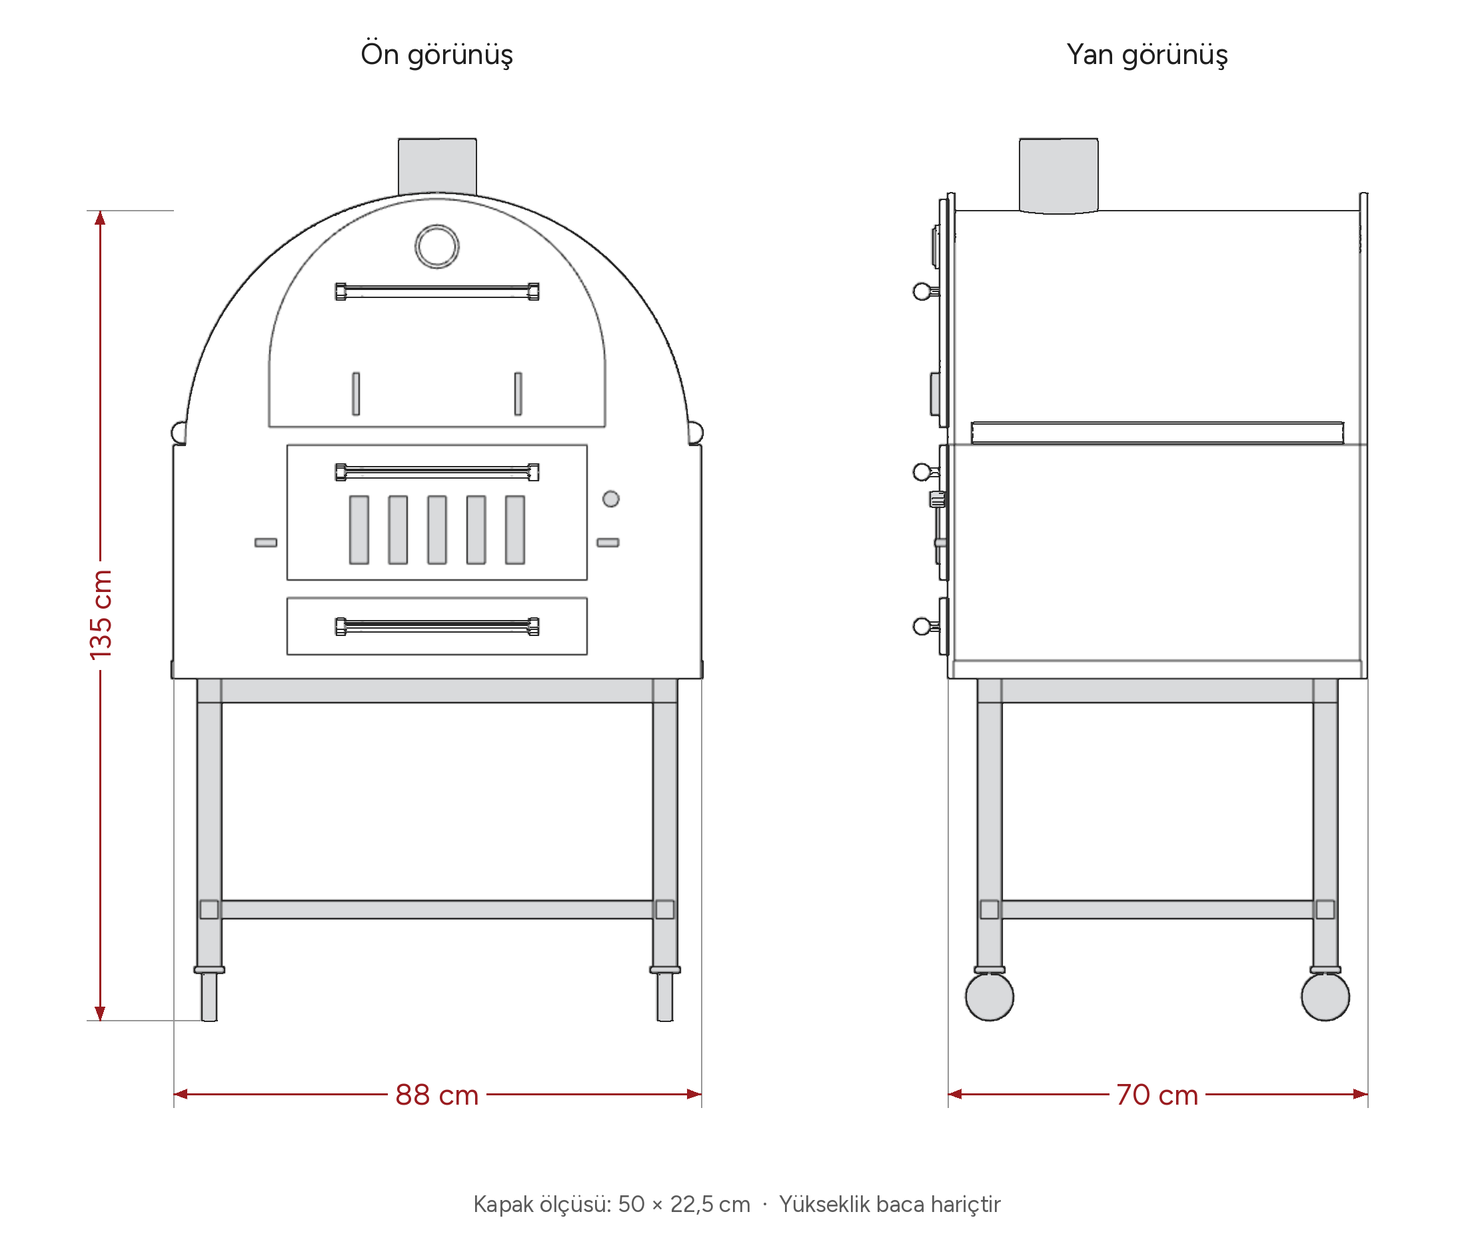 Ön görünüş
Yan görünüş
135 cm
88 cm
70 cm
Kapak ölçüsü: 50 × 22,5 cm · Yükseklik baca hariçtir